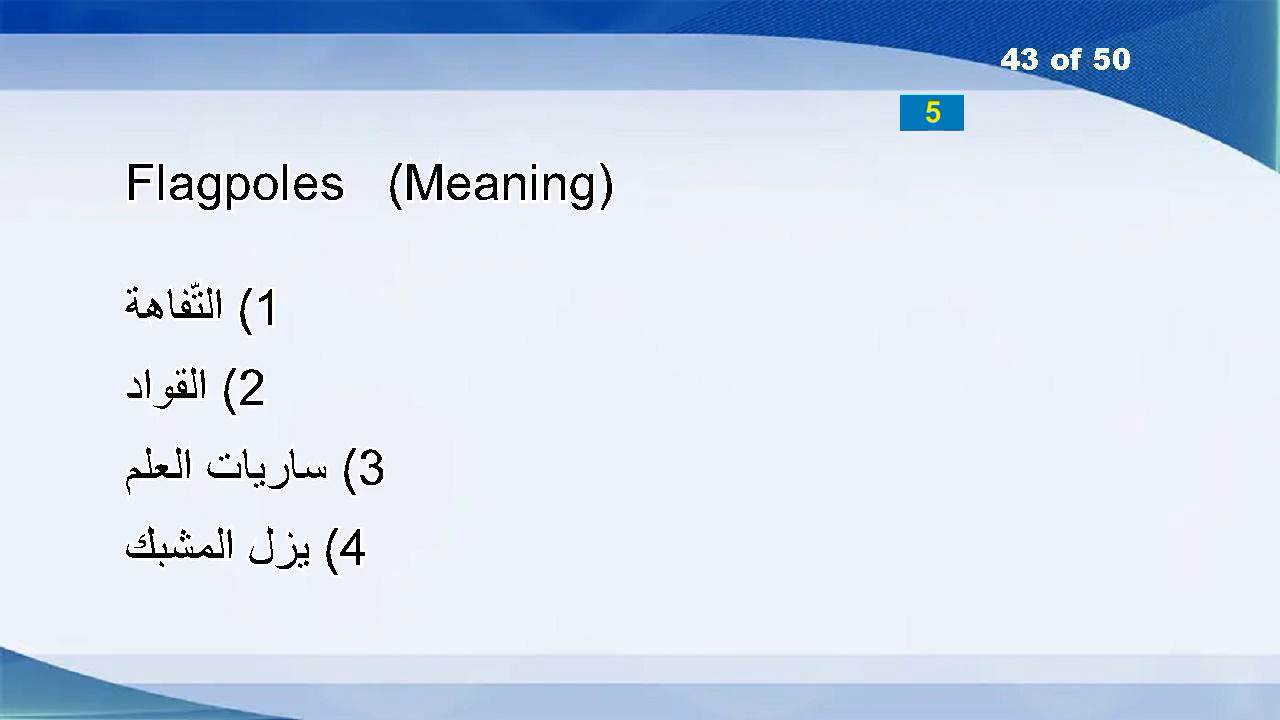 43 of 50
5
Flagpoles (Meaning)
1) التّفاهة
2) القواد
3) ساريات العلم
4) يزل المشبك